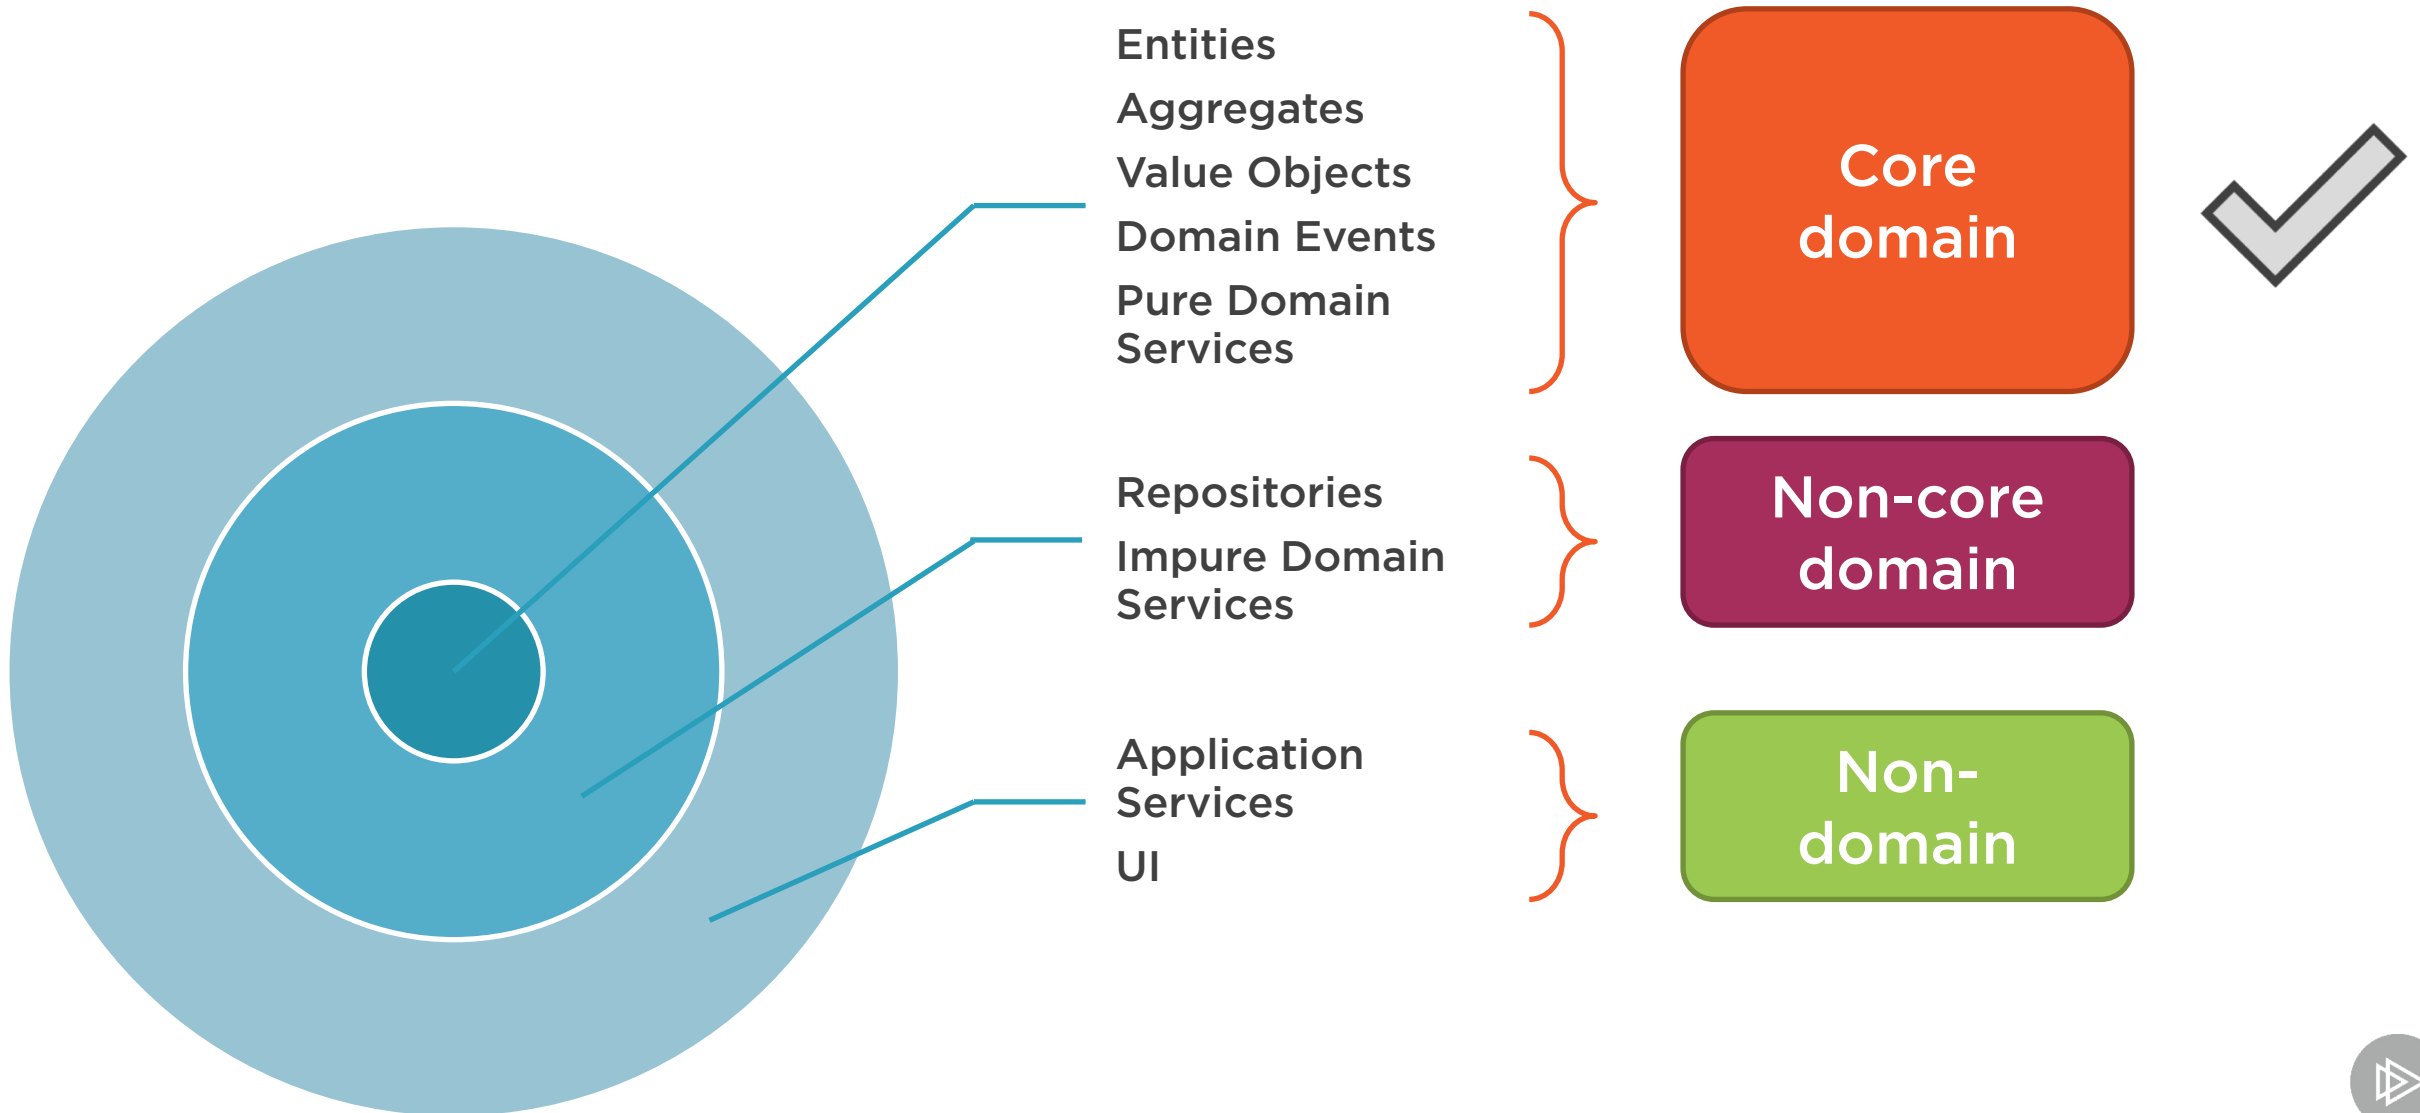 Entities
Aggregates
Value Objects
Domain Events
Pure Domain
Services
Core
domain
Repositories
Impure Domain
Services
Non-core
domain
Application
Services
UI
Non-
domain